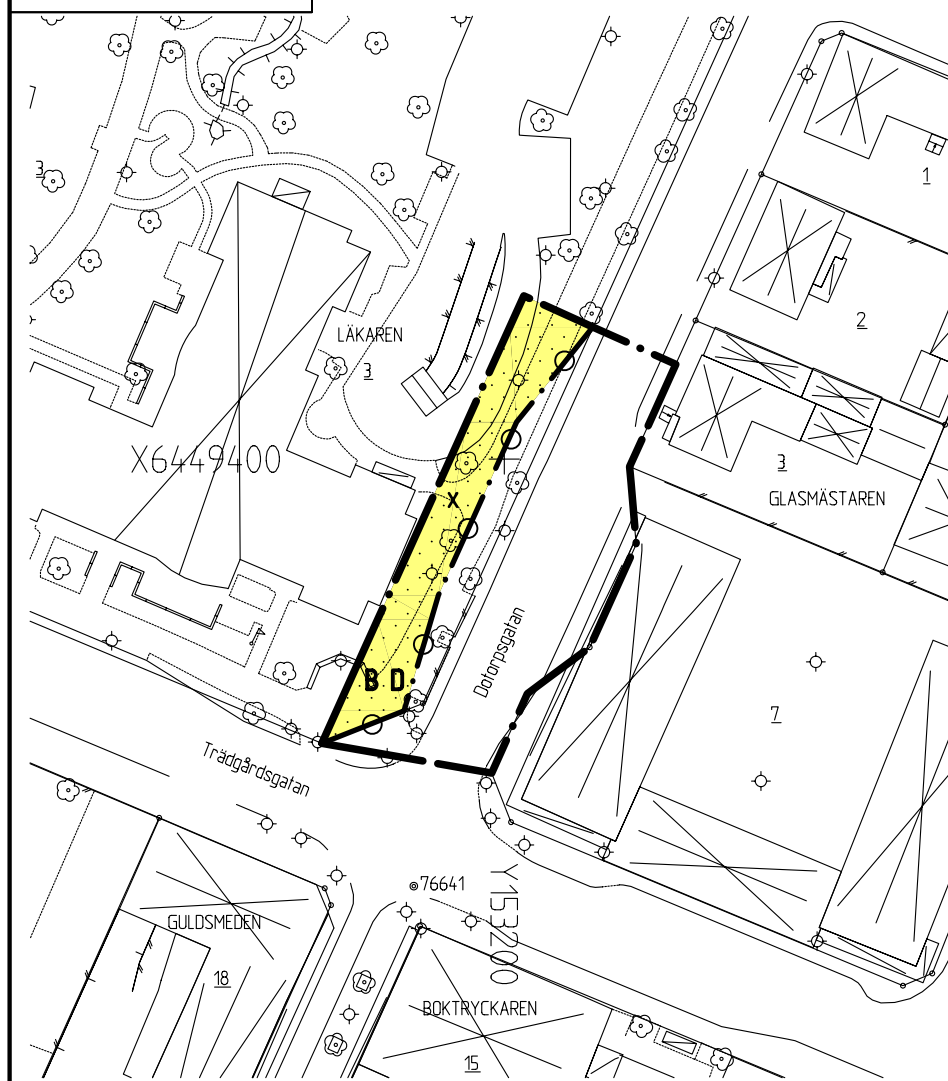 7
3
1
2
LÄKAREN
3
X6449400
3
GLASMÄSTAREN
X
Dotorpsgatan
B D
7
Trädgårdsgatan
76641
Y153200
GULDSMEDEN
18
BOKTRYCKAREN
15